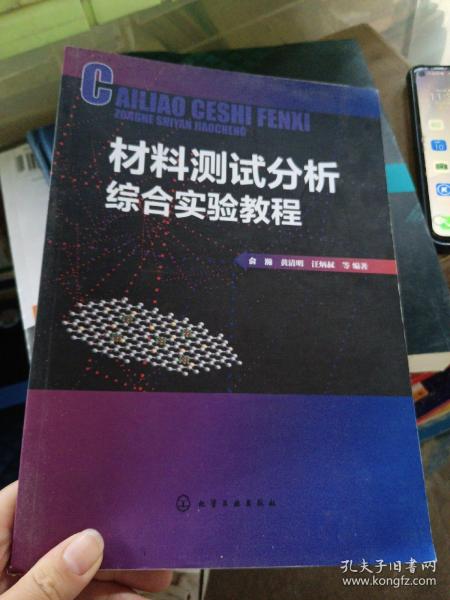 CAILIAO CESHI FENXI
ZONGHE SHIYAN JIAOCHENG
材料测试分析
综合实验教程
俞瀚 黄清明 汪炳叔 等 编著
化学工业出版社
孔夫子旧书网
www.kongfz.com